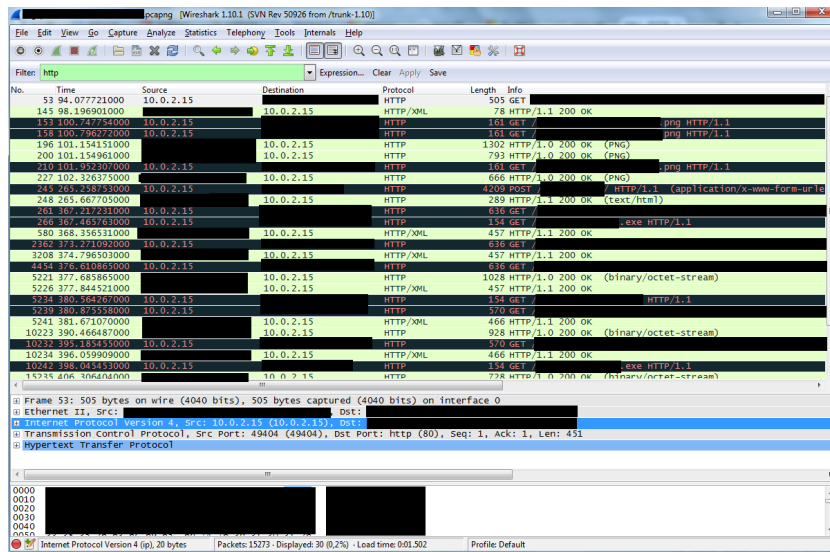 .pcapng [Wireshark 1.10.1 (SVN Rev 50926 from /trunk-1.10)]
File Edit View Go Capture Analyze Statistics Telephony Tools Internals Help
Filter: http Expression... Clear Apply Save
No. Time Source Destination Protocol Length Info
53 94.077721000 10.0.2.15 HTTP 505 GET
145 98.196901000 10.0.2.15 HTTP/XML 78 HTTP/1.1 200 OK
153 100.747754000 10.0.2.15 HTTP 161 GET / .png HTTP/1.1
158 100.796272000 10.0.2.15 HTTP 161 GET / png HTTP/1.1
196 101.154151000 10.0.2.15 HTTP 1302 HTTP/1.0 200 OK (PNG)
200 101.154961000 10.0.2.15 HTTP 793 HTTP/1.0 200 OK (PNG)
210 101.952307000 10.0.2.15 HTTP 161 GET / .png HTTP/1.1
227 102.326375000 10.0.2.15 HTTP 666 HTTP/1.0 200 OK (PNG)
245 265.258753000 10.0.2.15 HTTP 4209 POST / / HTTP/1.1 (application/x-www-form-urle
248 265.667705000 10.0.2.15 HTTP 289 HTTP/1.1 200 OK (text/html)
261 367.217231000 10.0.2.15 HTTP 636 GET /
266 367.465763000 10.0.2.15 HTTP 154 GET / .exe HTTP/1.1
580 368.356531000 10.0.2.15 HTTP/XML 457 HTTP/1.1 200 OK
2362 373.271092000 10.0.2.15 HTTP 636 GET /
3208 374.796503000 10.0.2.15 HTTP/XML 457 HTTP/1.1 200 OK
4454 376.610865000 10.0.2.15 HTTP 636 GET /
5221 377.685865000 10.0.2.15 HTTP 1028 HTTP/1.0 200 OK (binary/octet-stream)
5226 377.844521000 10.0.2.15 HTTP/XML 457 HTTP/1.1 200 OK
5234 380.564267000 10.0.2.15 HTTP 154 GET / HTTP/1.1
5239 380.875558000 10.0.2.15 HTTP 570 GET /
5241 381.671070000 10.0.2.15 HTTP/XML 466 HTTP/1.1 200 OK
10223 390.466487000 10.0.2.15 HTTP 928 HTTP/1.0 200 OK (binary/octet-stream)
10232 395.185455000 10.0.2.15 HTTP 570 GET /
10234 396.059909000 10.0.2.15 HTTP/XML 466 HTTP/1.1 200 OK
10242 398.045453000 10.0.2.15 HTTP 154 GET / .exe HTTP/1.1
15235 406.306404000 10.0.2.15 HTTP 728 HTTP/1.0 200 OK (binary/octet-stream)
Frame 53: 505 bytes on wire (4040 bits), 505 bytes captured (4040 bits) on interface 0
Ethernet II, Src: , Dst:
Internet Protocol Version 4, Src: 10.0.2.15 (10.0.2.15), Dst:
Transmission Control Protocol, Src Port: 49404 (49404), Dst Port: http (80), Seq: 1, Ack: 1, Len: 451
Hypertext Transfer Protocol
0000
0010
0020
0030
0040
0050
Internet Protocol Version 4 (ip), 20 bytes Packets: 15273 · Displayed: 30 (0,2%) · Load time: 0:01.502 Profile: Default